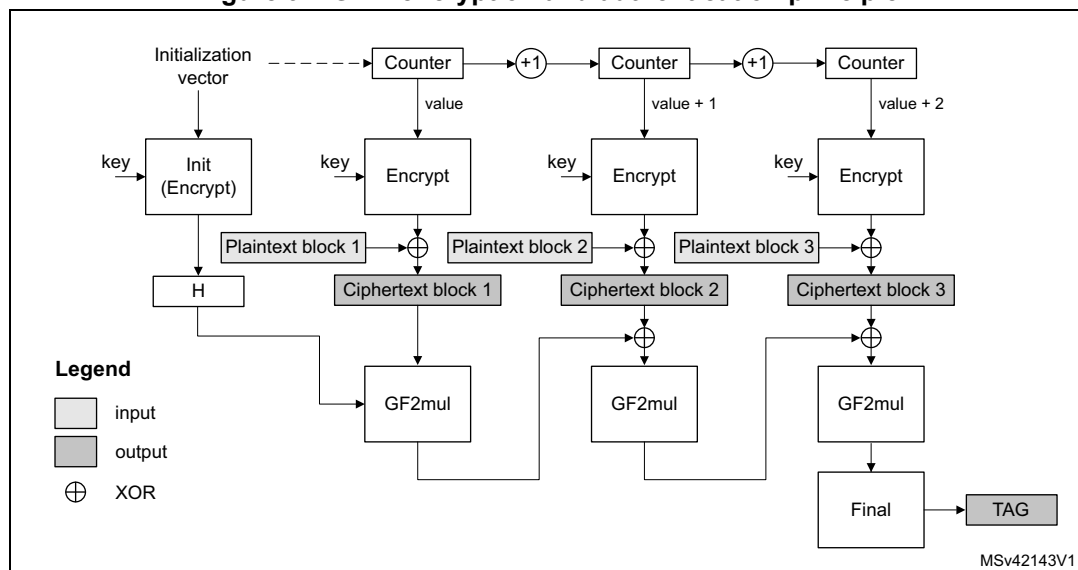 Initialization
vector
Counter
+1
Counter
+1
Counter
value
value + 1
value + 2
key
Init
(Encrypt)
key
Encrypt
key
Encrypt
key
Encrypt
Plaintext block 1
Plaintext block 2
Plaintext block 3
H
Ciphertext block 1
Ciphertext block 2
Ciphertext block 3
Legend
input
output
XOR
GF2mul
GF2mul
GF2mul
Final
TAG
MSv42143V1